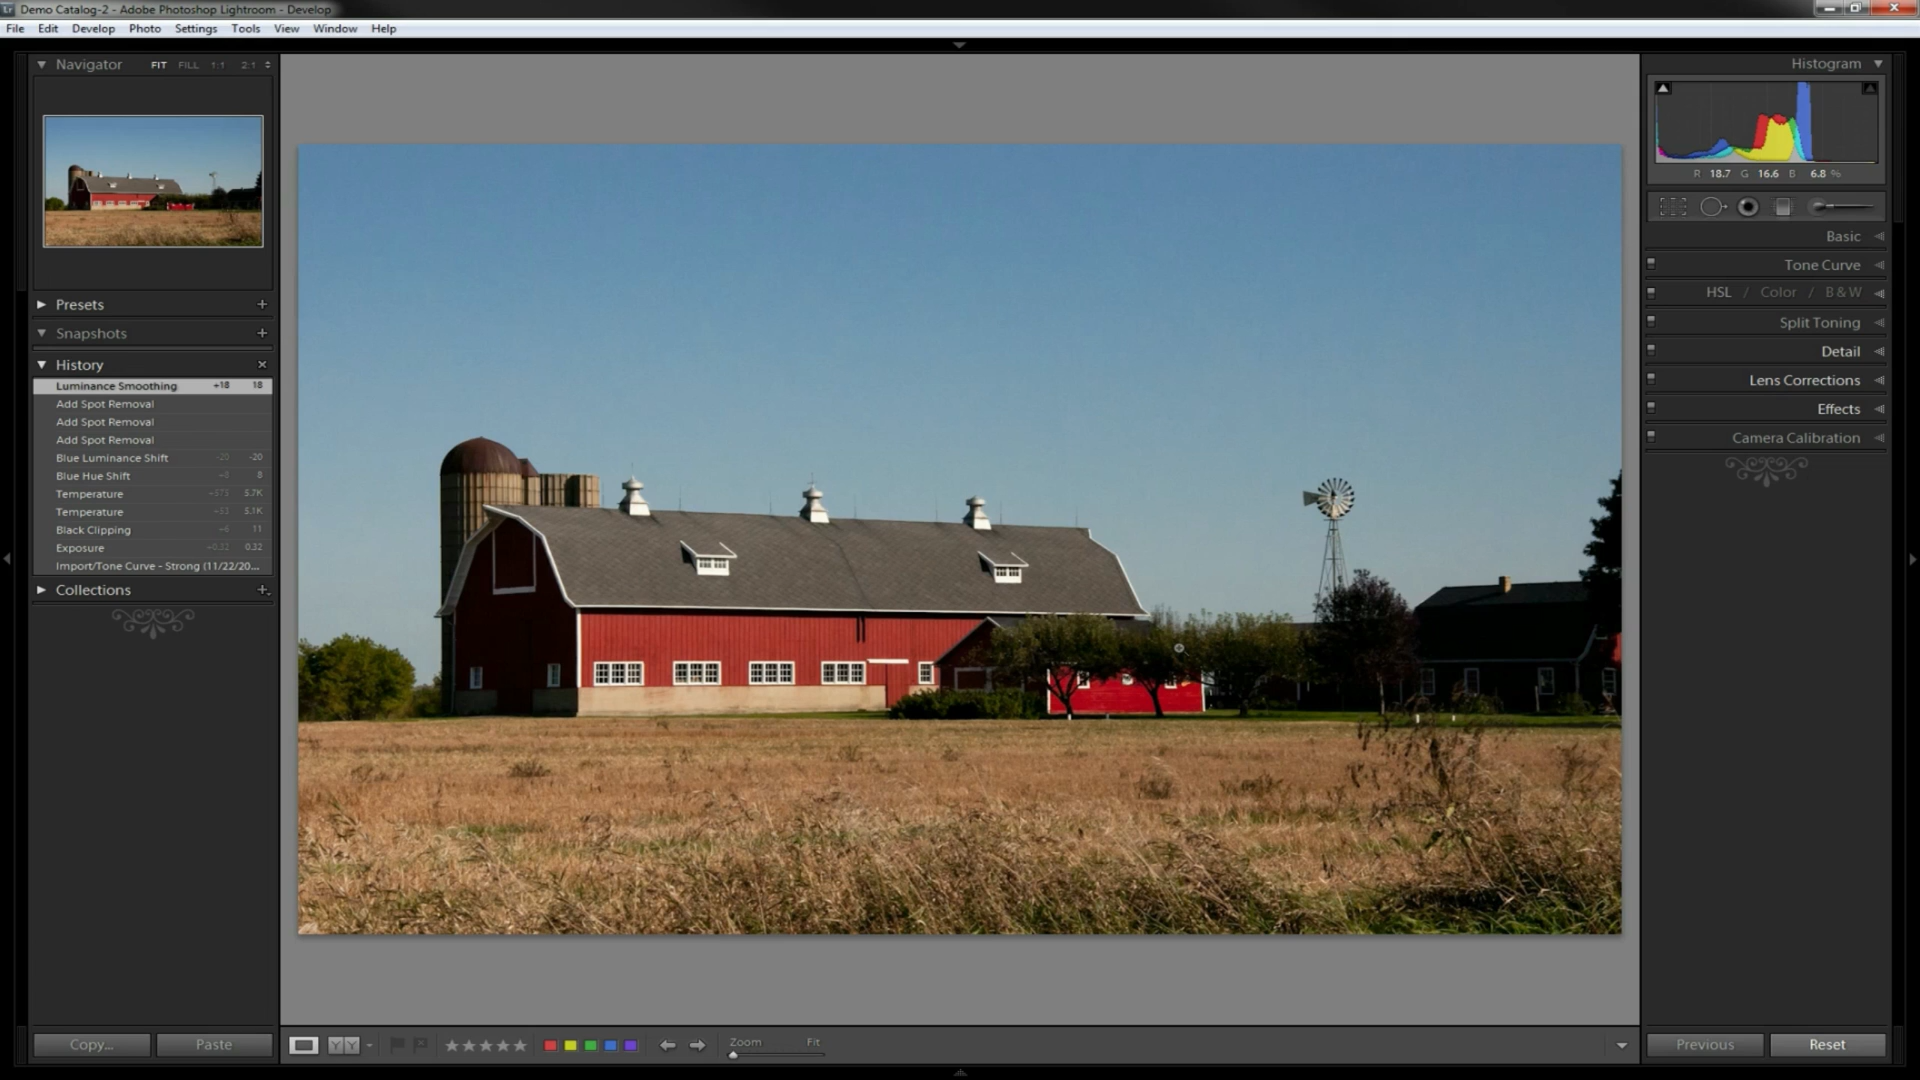 Demo Catalog-2 - Adobe Photoshop Lightroom - Develop
File Edit Develop Photo Settings Tools View Window Help
Navigator FIT FILL 1:1 2:1
Presets
Snapshots
History
Luminance Smoothing +18 18
Add Spot Removal
Add Spot Removal
Add Spot Removal
Blue Luminance Shift -20 -20
Blue Hue Shift 8
Temperature 5.7K
Temperature 5.1K
Black Clipping 11
Exposure +0.32 0.32
Import/Tone Curve - Strong (11/22/20...
Collections
Copy... Paste
YY
Zoom Fit
Histogram
R 18.7 G 16.6 B 6.8 %
Basic
Tone Curve
HSL / Color / B & W
Split Toning
Detail
Lens Corrections
Effects
Camera Calibration
Previous Reset